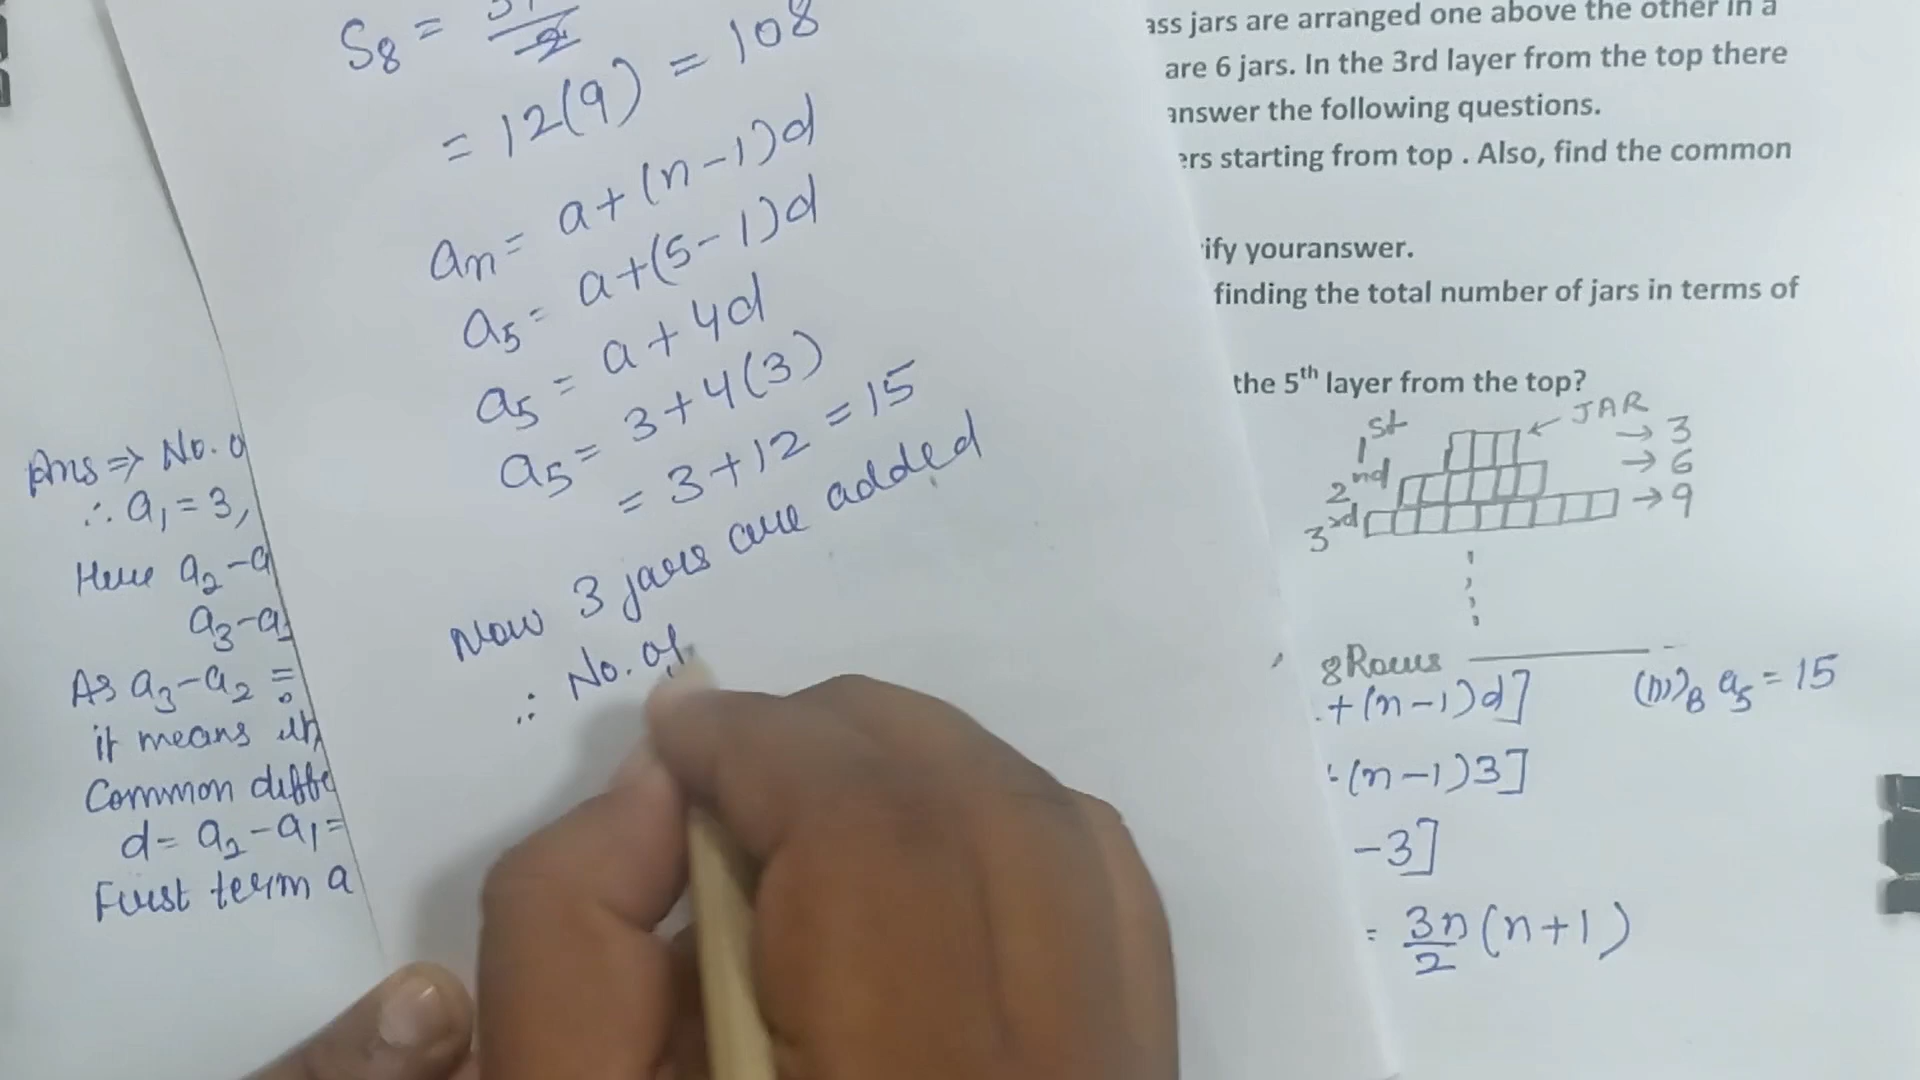 S8 =
= 12(9) = 108
an = a+(n-1)d
a5 = a+(5-1)d
a5 = a+4d
a5 = 3+4(3)
= 3+12 = 15
Now 3 jars are added
∴ No. of
Ans ⇒ No. o
∴ a1 = 3,
Here a2-a
a3-a
As a3-a2 =
it means
Common diffe
d = a2-a1=
First term a
ass jars are arranged one above the other in a
are 6 jars. In the 3rd layer from the top there
answer the following questions.
ers starting from top . Also, find the common
ify youranswer.
finding the total number of jars in terms of
the 5th layer from the top?
1st ← JAR → 3
2nd → 6
3rd → 9
8 Rows
+(n-1)d] a5 = 15
(n-1)3]
-3]
= 3n/2 (n+1)